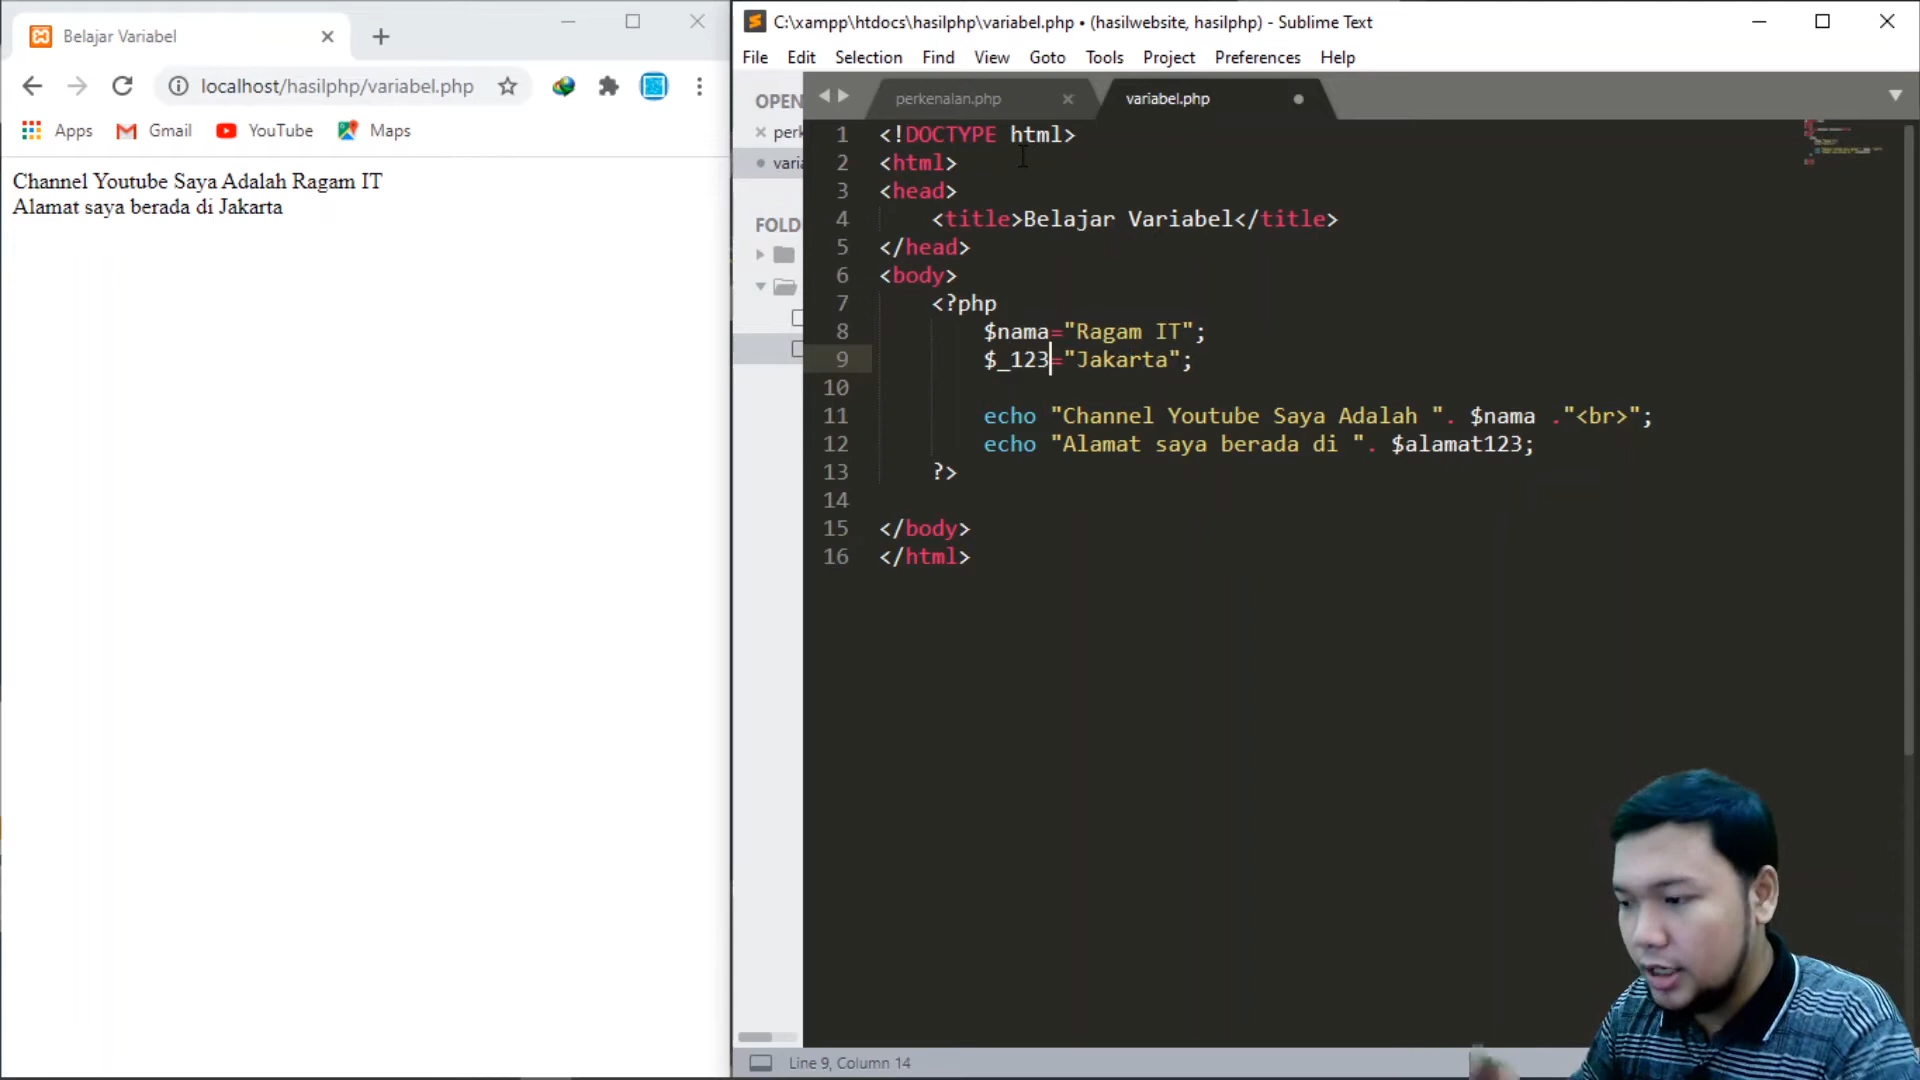 Belajar Variabel
localhost/hasilphp/variabel.php
Apps Gmail YouTube Maps
Channel Youtube Saya Adalah Ragam IT
Alamat saya berada di Jakarta
C:\xampp\htdocs\hasilphp\variabel.php • (hasilwebsite, hasilphp) - Sublime Text
File Edit Selection Find View Goto Tools Project Preferences Help
OPEN
perk
varia
FOLD
perkenalan.php variabel.php
1 <!DOCTYPE html>
2 <html>
3 <head>
4 <title>Belajar Variabel</title>
5 </head>
6 <body>
7 <?php
8 $nama="Ragam IT";
9 $_123="Jakarta";
10
11 echo "Channel Youtube Saya Adalah ". $nama ."<br>";
12 echo "Alamat saya berada di ". $alamat123;
13 ?>
14
15 </body>
16 </html>
Line 9, Column 14